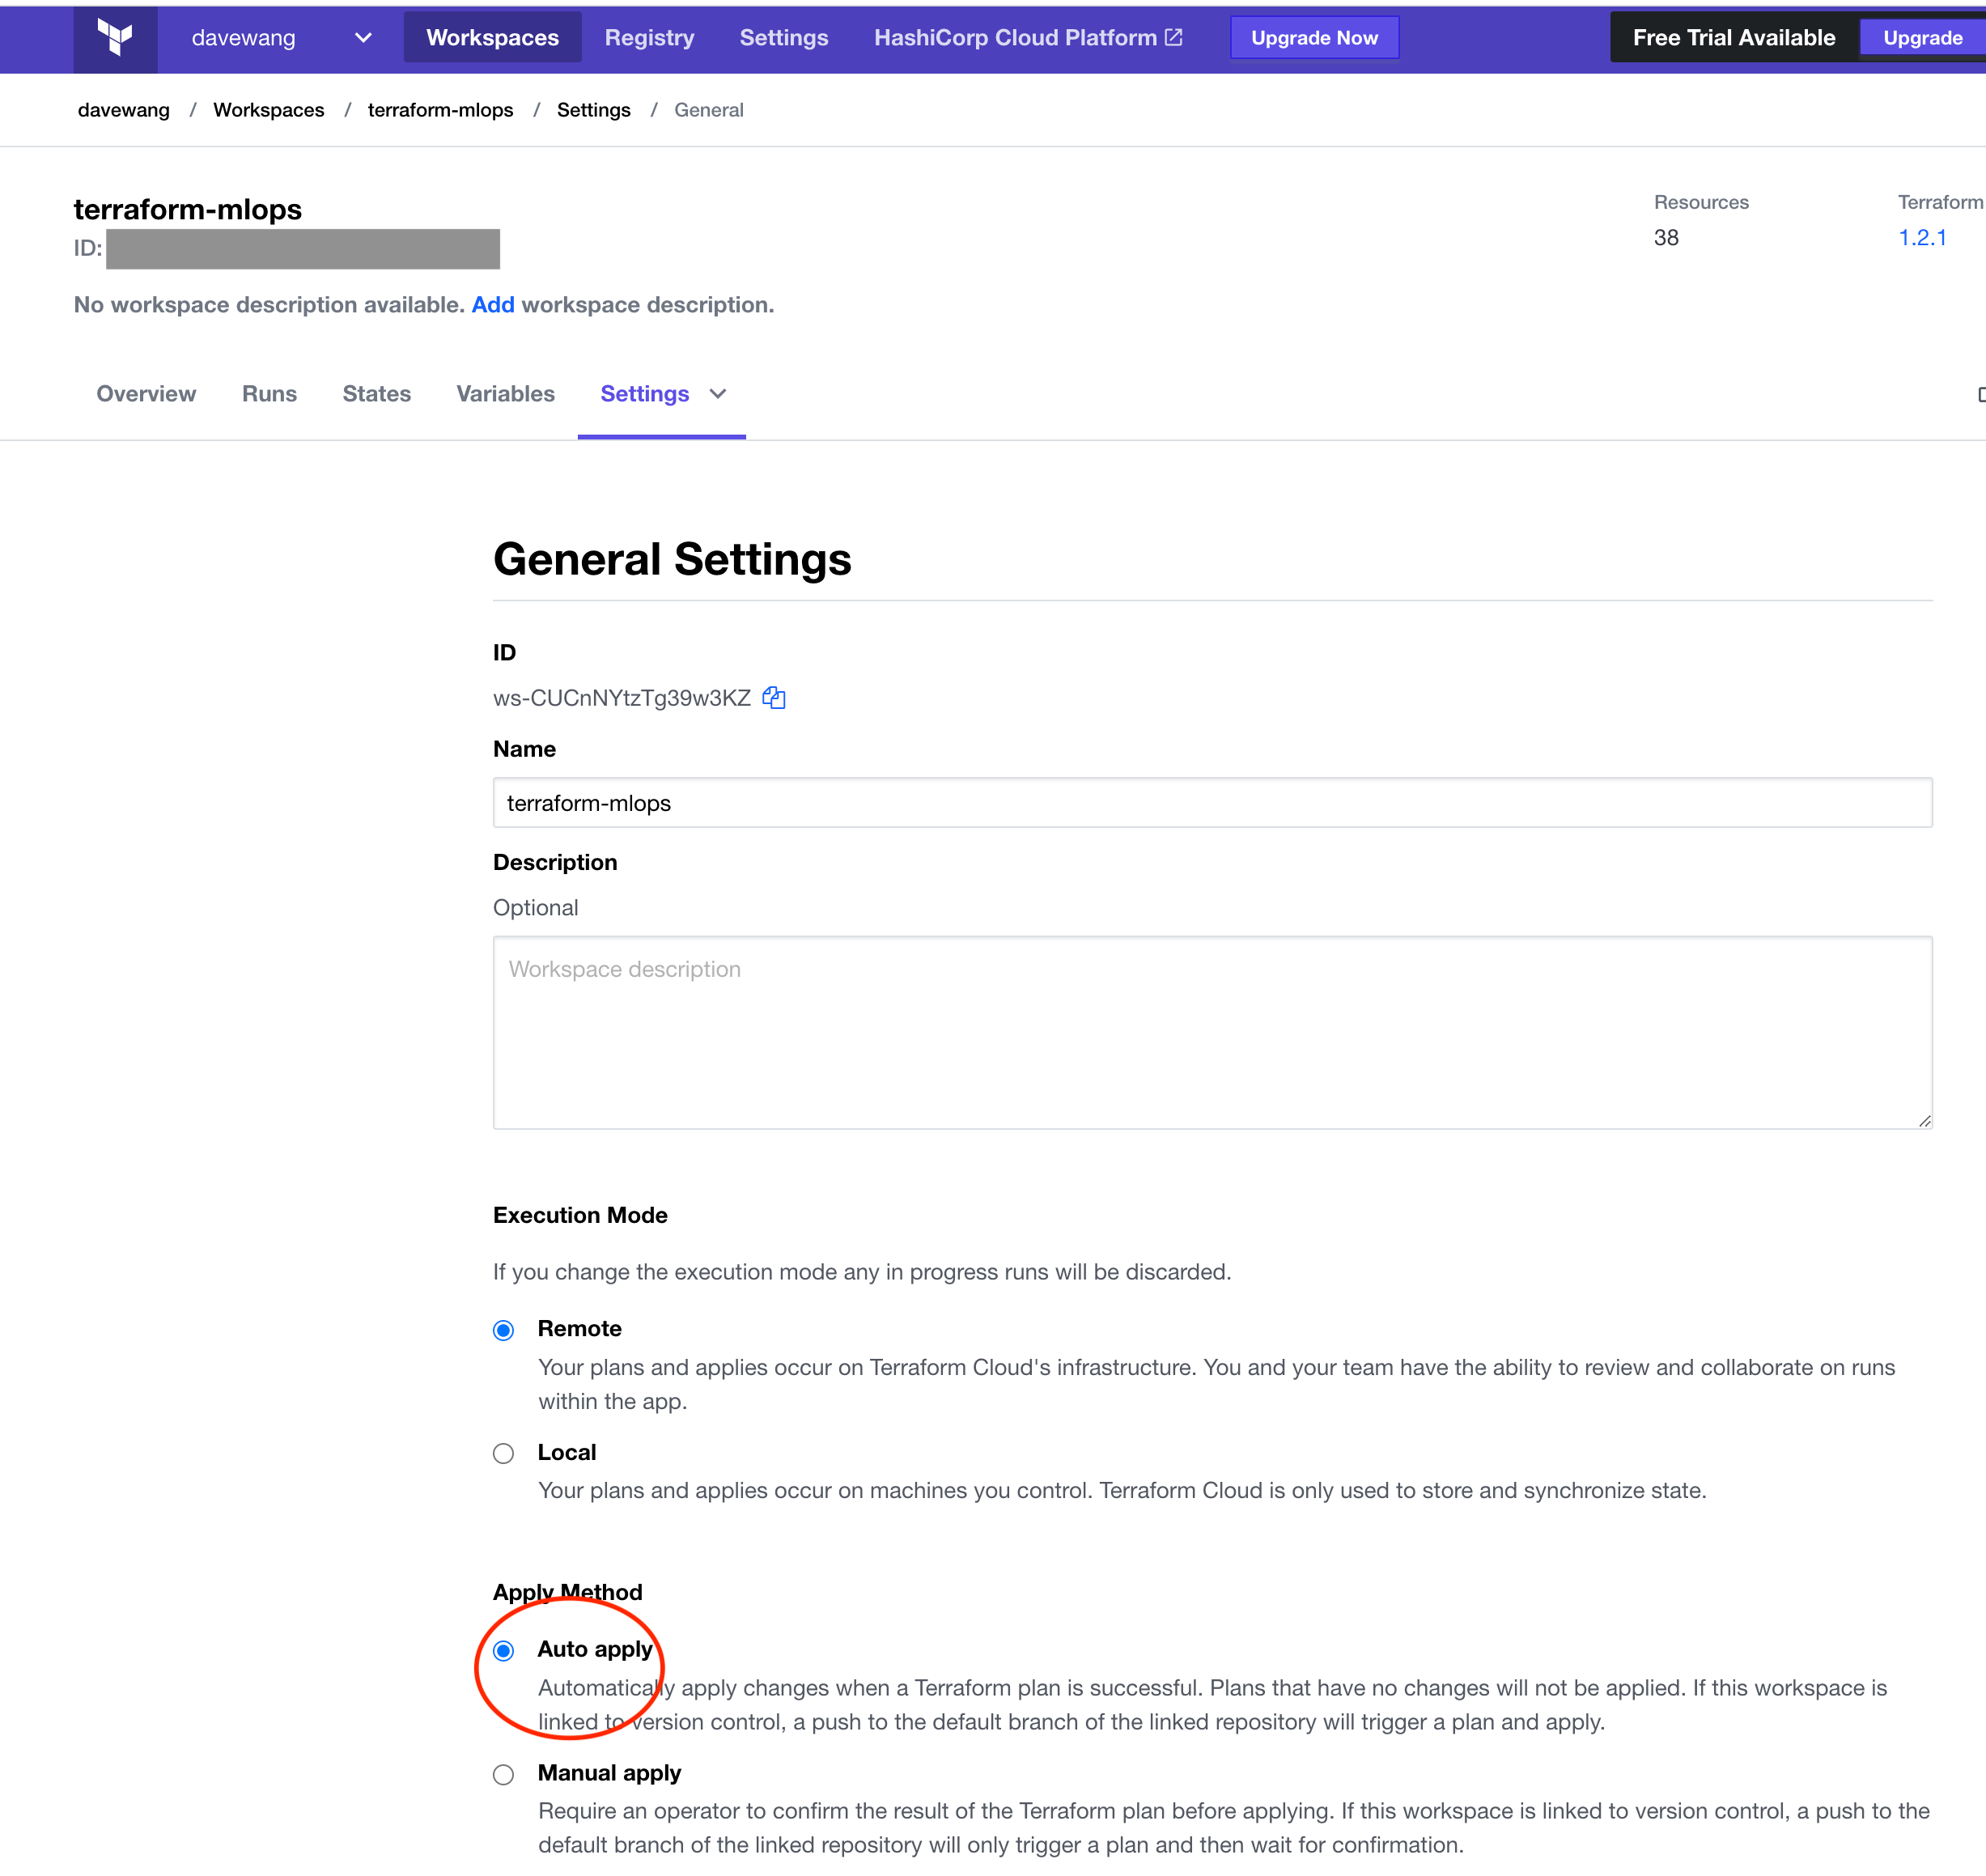 davewang Workspaces Registry Settings HashiCorp Cloud Platform Upgrade Now Free Trial Available Upgrade
davewang / Workspaces / terraform-mlops / Settings / General
terraform-mlops
ID:
Resources
38
Terraform
1.2.1
No workspace description available. Add workspace description.
Overview Runs States Variables Settings
General Settings
ID
ws-CUCnNYtzTg39w3KZ
Name
terraform-mlops
Description
Optional
Workspace description
Execution Mode
If you change the execution mode any in progress runs will be discarded.
Remote
Your plans and applies occur on Terraform Cloud's infrastructure. You and your team have the ability to review and collaborate on runs
within the app.
Local
Your plans and applies occur on machines you control. Terraform Cloud is only used to store and synchronize state.
Apply Method
Auto apply
Automatically apply changes when a Terraform plan is successful. Plans that have no changes will not be applied. If this workspace is
linked to version control, a push to the default branch of the linked repository will trigger a plan and apply.
Manual apply
Require an operator to confirm the result of the Terraform plan before applying. If this workspace is linked to version control, a push to the
default branch of the linked repository will only trigger a plan and then wait for confirmation.